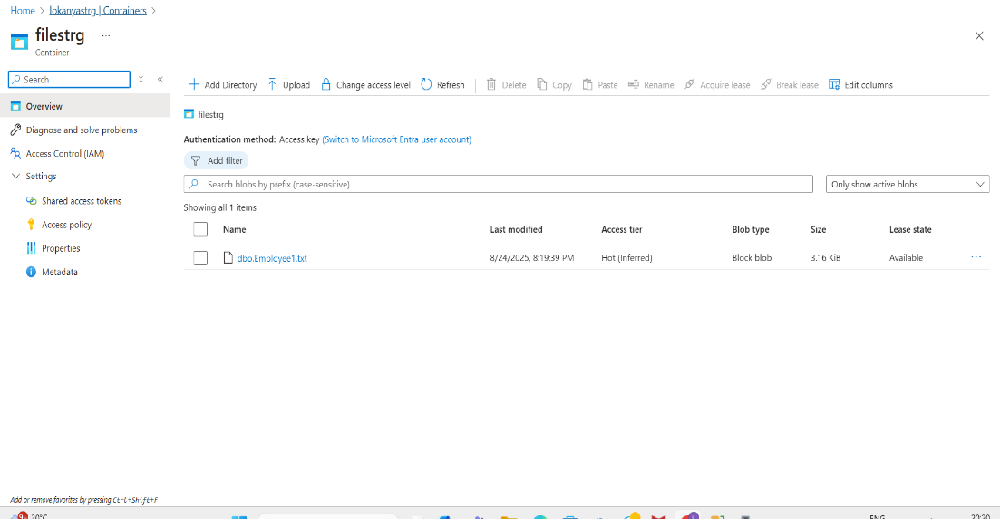 Home > lokanyastrg | Containers >
filestrg ...
Container
Search
Add Directory Upload Change access level Refresh Delete Copy Paste Rename Acquire lease Break lease Edit columns
Overview
Diagnose and solve problems
Access Control (IAM)
Settings
Shared access tokens
Access policy
Properties
Metadata
filestrg
Authentication method: Access key (Switch to Microsoft Entra user account)
Add filter
Search blobs by prefix (case-sensitive)
Only show active blobs
Showing all 1 items
Name Last modified Access tier Blob type Size Lease state
dbo.Employee1.txt 8/24/2025, 8:19:39 PM Hot (Inferred) Block blob 3.16 KiB Available ...
Add or remove favorites by pressing Ctrl+Shift+F
30°C
ENG
20:20